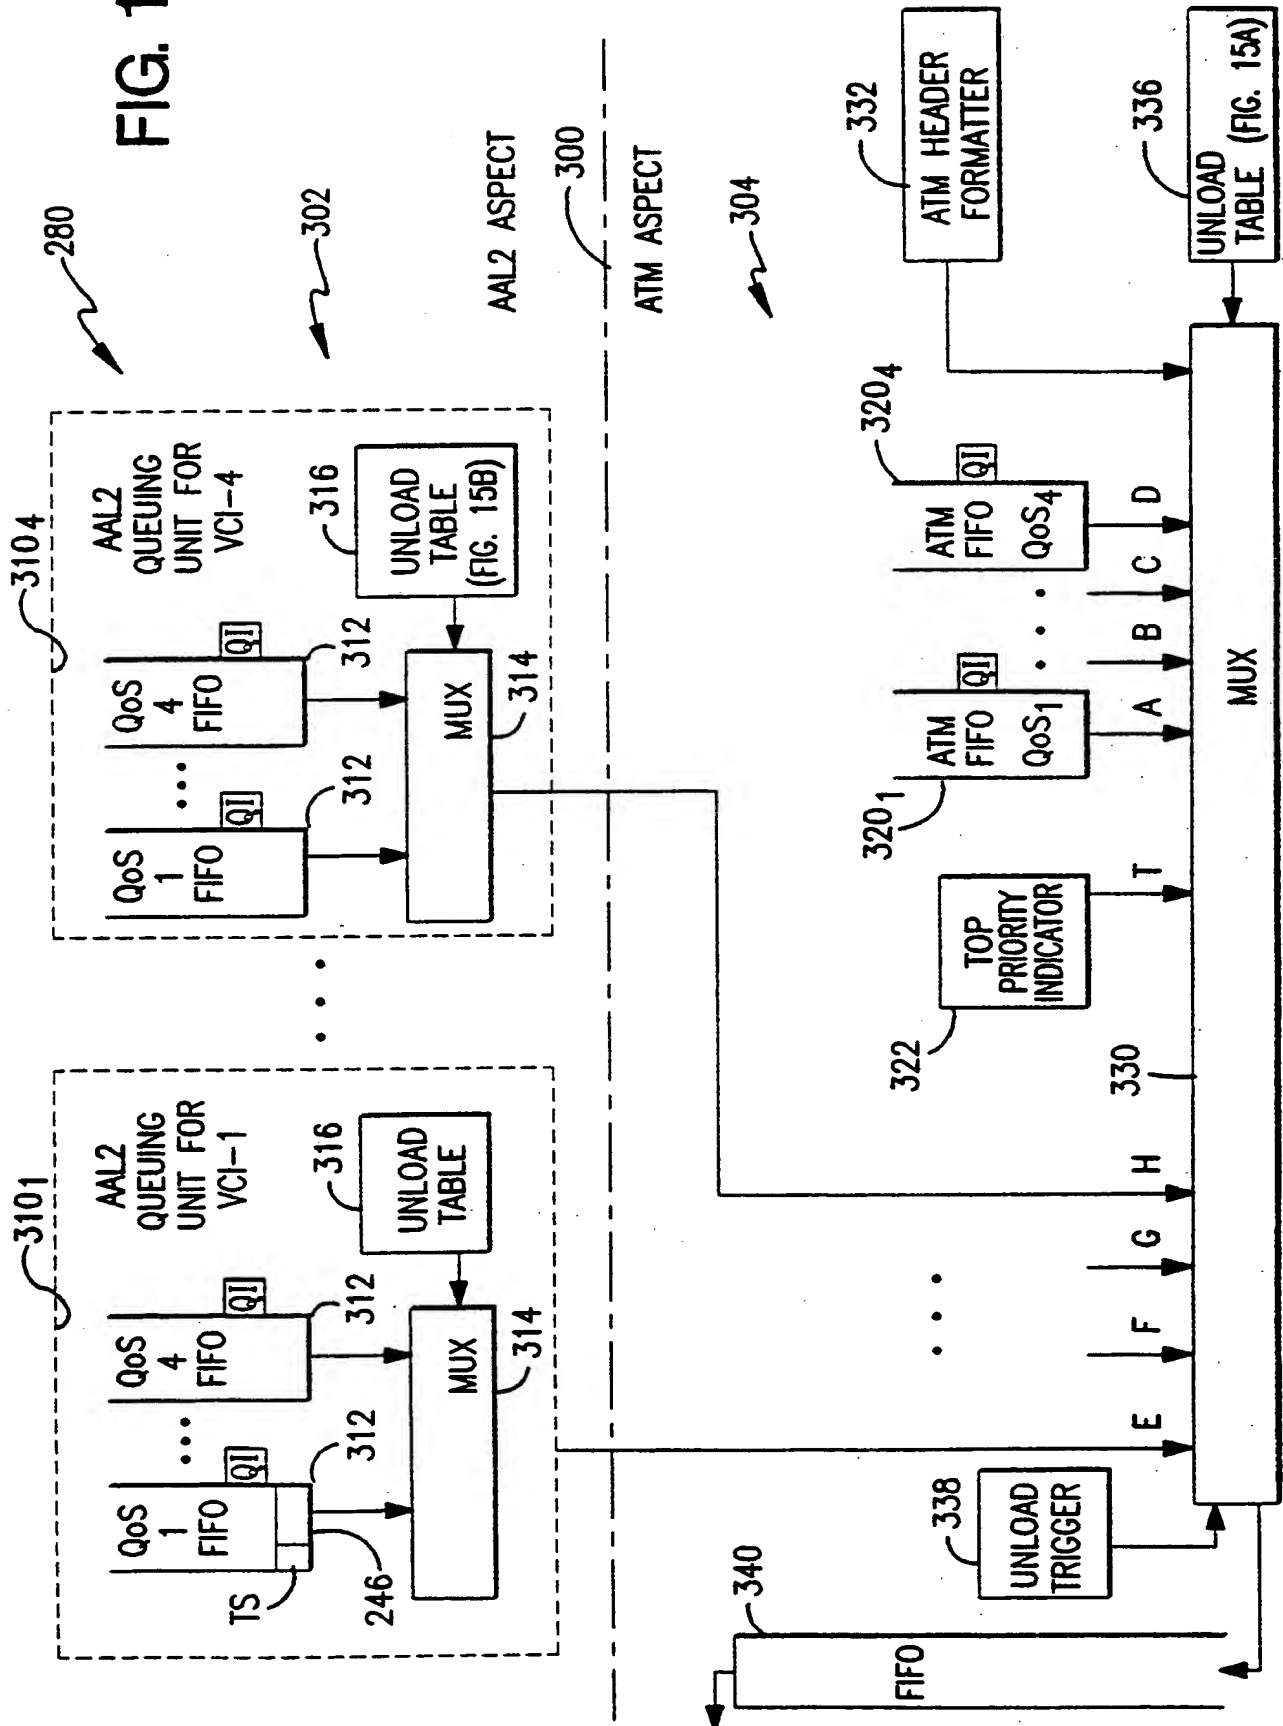 FIG. 1
280
302
AAL2 ASPECT
300
ATM ASPECT
304
310₁
AAL2
QUEUING
UNIT FOR
VCI-1
QoS
1
FIFO
QI
TS
246
312
QoS
4
FIFO
QI
312
316
UNLOAD
TABLE
MUX
314
310₄
AAL2
QUEUING
UNIT FOR
VCI-4
QoS
1
FIFO
QI
312
QoS
4
FIFO
QI
312
316
UNLOAD
TABLE
(FIG. 15B)
MUX
314
332
ATM HEADER
FORMATTER
336
UNLOAD
TABLE (FIG. 15A)
320₄
ATM
FIFO
QoS₄
QI
320₁
ATM
FIFO
QoS₁
QI
322
TOP
PRIORITY
INDICATOR
E
F
G
H
T
A
B
C
D
330
MUX
338
UNLOAD
TRIGGER
340
FIFO